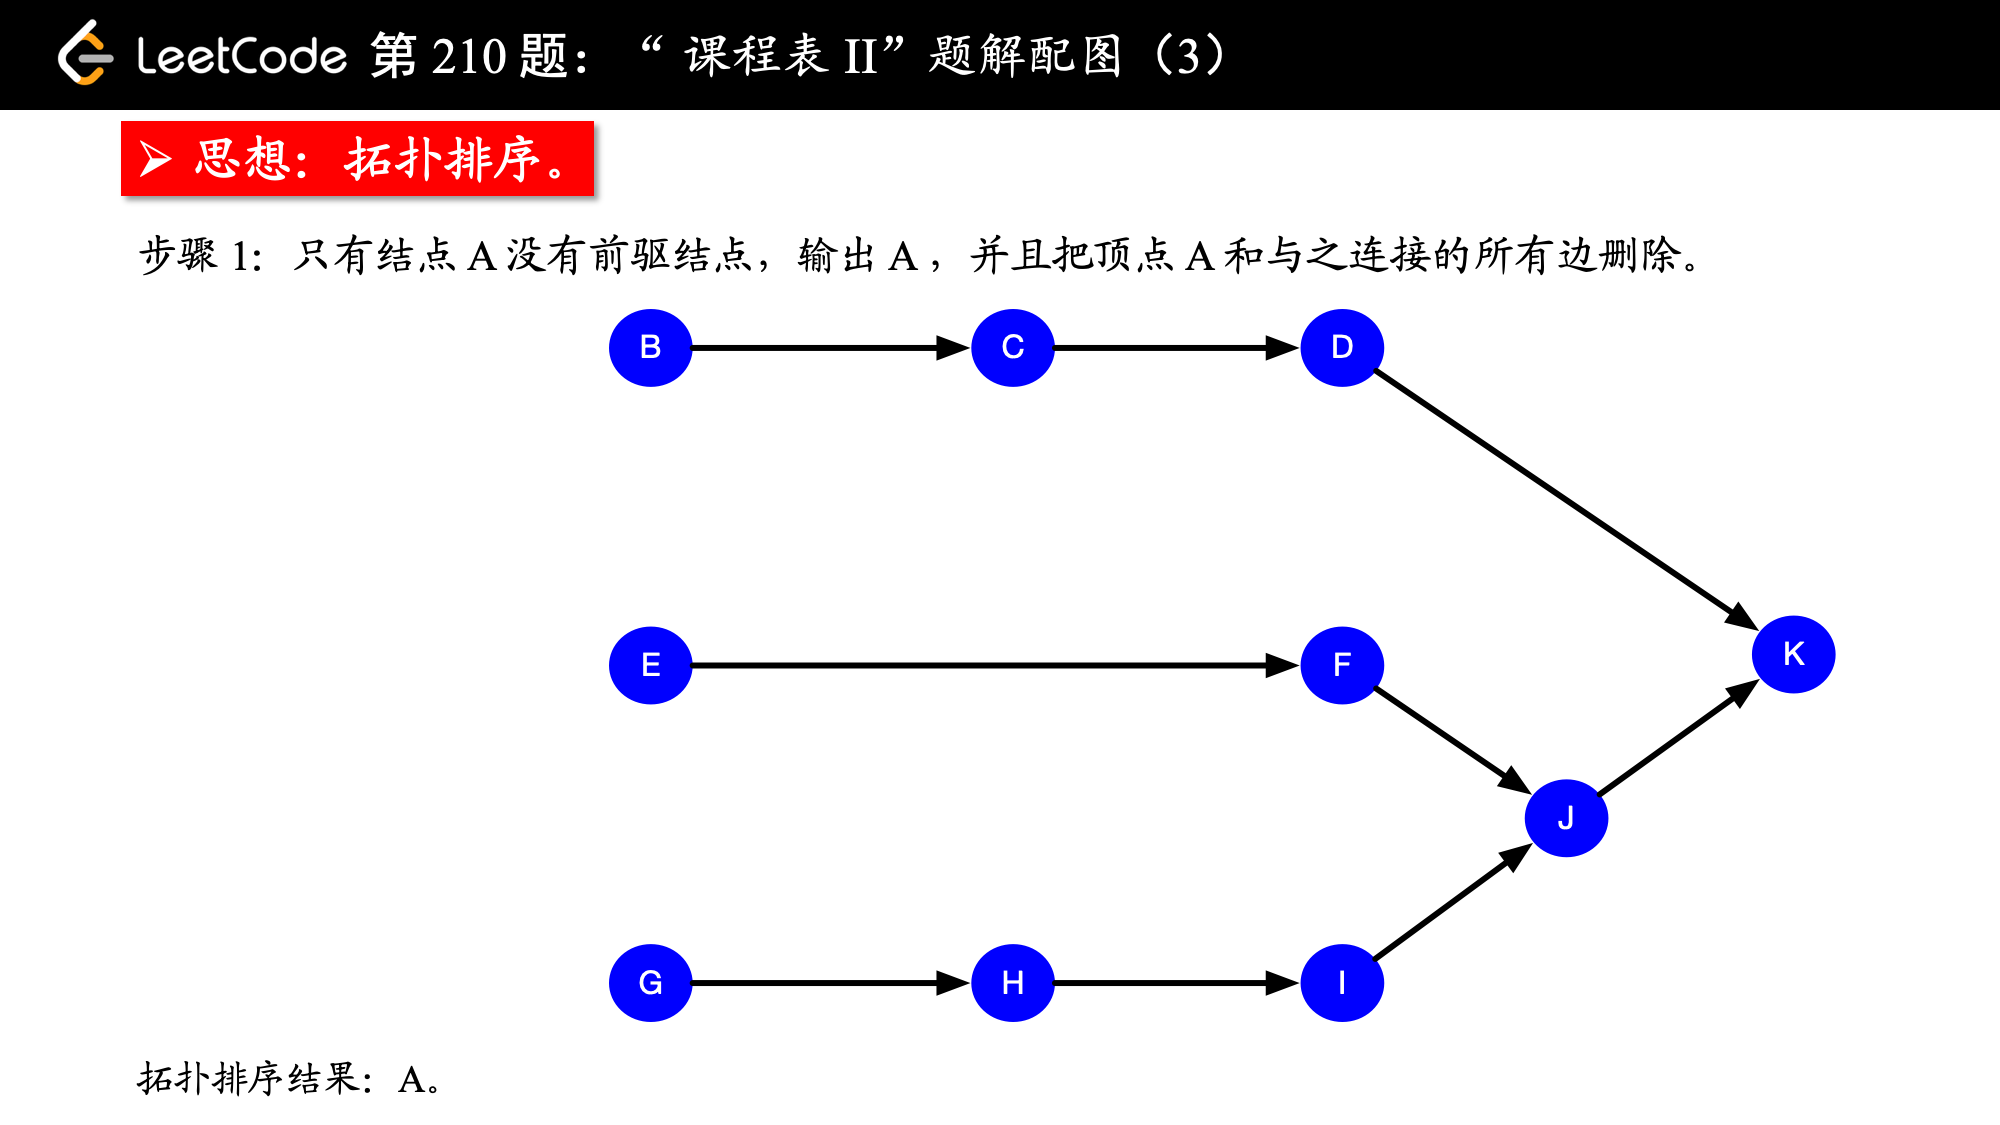 LeetCode 第 210 题：“ 课程表 II” 题解配图（3）
➢ 思想：拓扑排序。
步骤 1：只有结点 A 没有前驱结点，输出 A ，并且把顶点 A 和与之连接的所有边删除。
B C D
K
E F
J
G H I
拓扑排序结果：A。